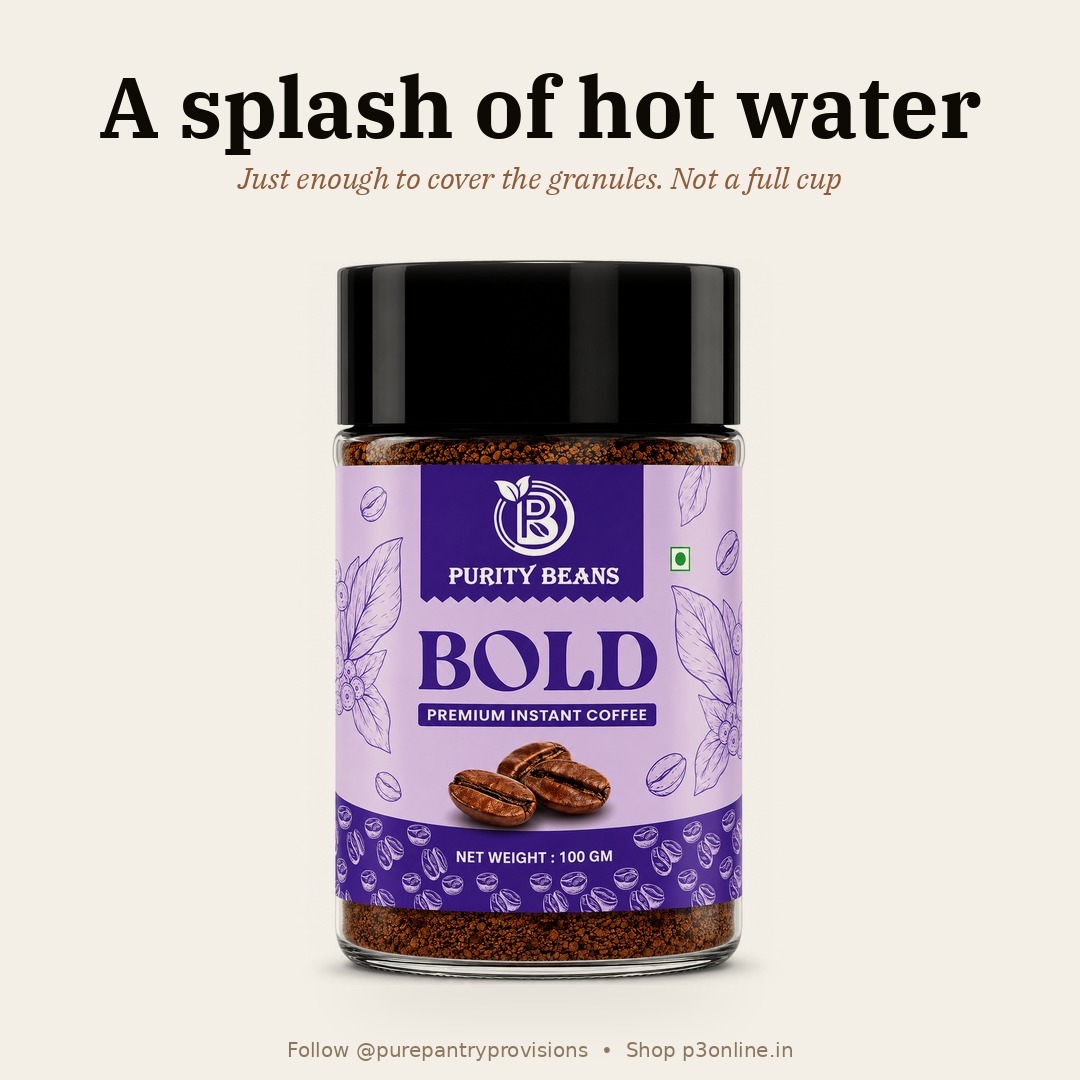 A splash of hot water
Just enough to cover the granules. Not a full cup
PURITY BEANS
BOLD
PREMIUM INSTANT COFFEE
NET WEIGHT : 100 GM
Follow @purepantryprovisions • Shop p3online.in